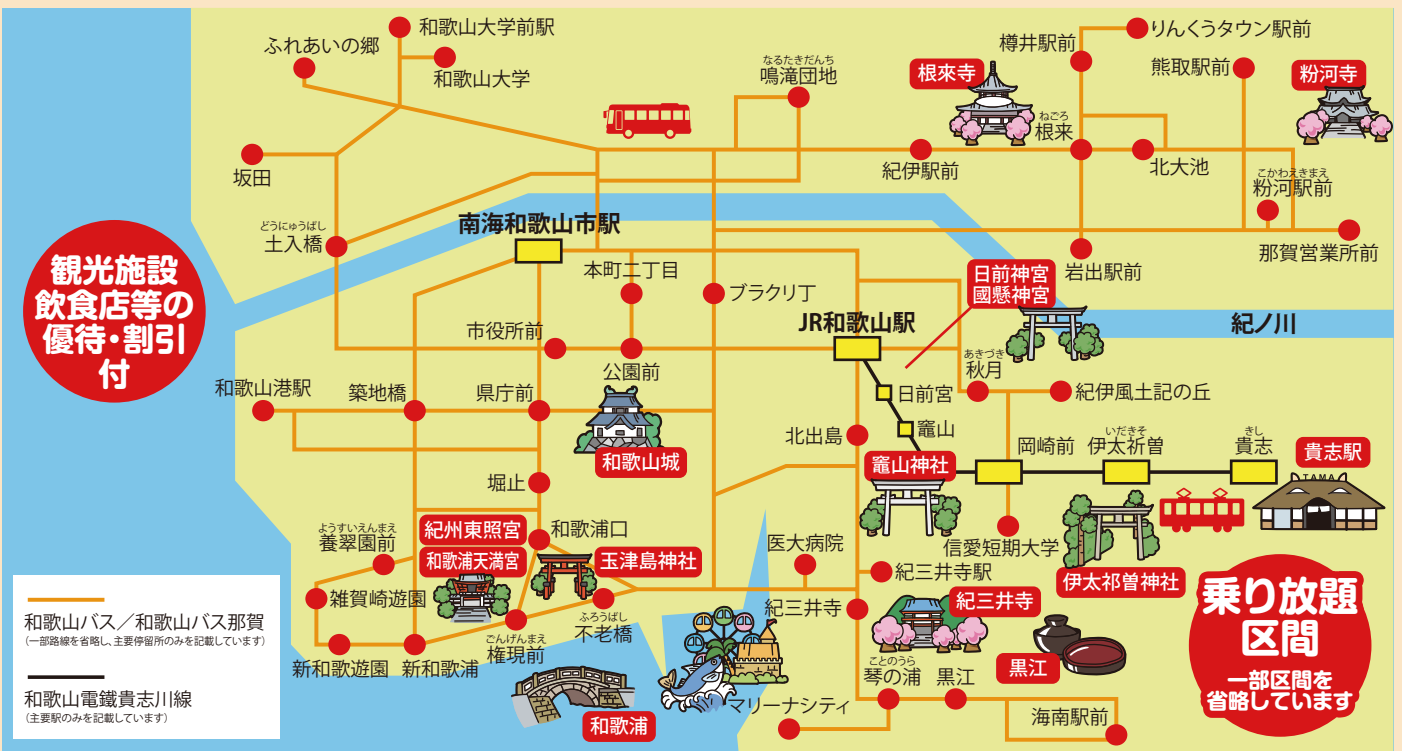 和歌山大学前駅
ふれあいの郷
和歌山大学
なるたきだんち
鳴滝団地
樽井駅前
りんくうタウン駅前
熊取駅前
根來寺
粉河寺
ねごろ
根来
坂田
紀伊駅前
北大池
こかわえきまえ
粉河駅前
どうにゅうばし
土入橋
南海和歌山市駅
那賀営業所前
岩出駅前
観光施設
飲食店等の
優待・割引
付
本町二丁目
ブラクリ丁
日前神宮
國懸神宮
JR和歌山駅
紀ノ川
市役所前
公園前
あきづき
秋月
和歌山港駅
築地橋
県庁前
日前宮
紀伊風土記の丘
和歌山城
北出島
竈山
竈山神社
岡崎前
いだきそ
伊太祈曽
きし
貴志
貴志駅
TAMA
堀止
ようすいえんまえ
養翠園前
紀州東照宮
和歌浦口
和歌浦天満宮
玉津島神社
医大病院
信愛短期大学
紀三井寺駅
伊太祁曽神社
雑賀崎遊園
ふろうばし
不老橋
紀三井寺
紀三井寺
新和歌遊園
新和歌浦
ごんげんまえ
権現前
ことのうら
琴の浦
黒江
黒江
和歌浦
マリーナシティ
海南駅前
乗り放題
区間
一部区間を
省略しています
和歌山バス／和歌山バス那賀
(一部路線を省略し、主要停留所のみを記載しています)
和歌山電鐵貴志川線
(主要駅のみを記載しています)